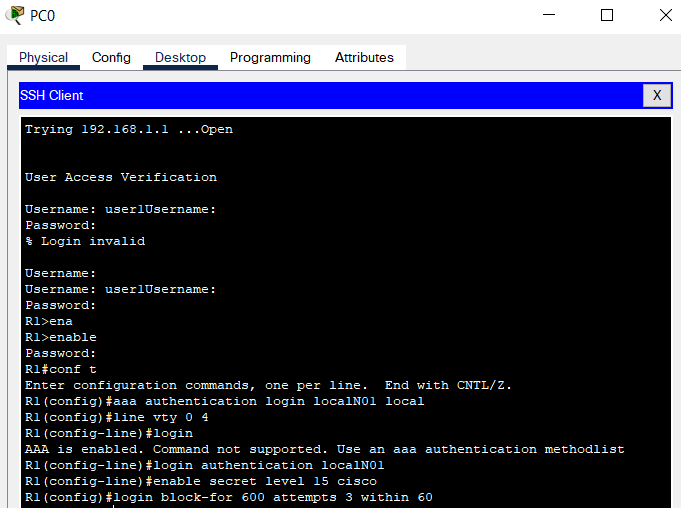 PC0
Physical Config Desktop Programming Attributes
SSH Client X
Trying 192.168.1.1 ...Open
User Access Verification
Username: user1Username:
Password:
% Login invalid
Username:
Username: user1Username:
Password:
R1>ena
R1>enable
Password:
R1#conf t
Enter configuration commands, one per line.  End with CNTL/Z.
R1(config)#aaa authentication login localN01 local
R1(config)#line vty 0 4
R1(config-line)#login
AAA is enabled. Command not supported. Use an aaa authentication methodlist
R1(config-line)#login authentication localN01
R1(config-line)#enable secret level 15 cisco
R1(config)#login block-for 600 attempts 3 within 60